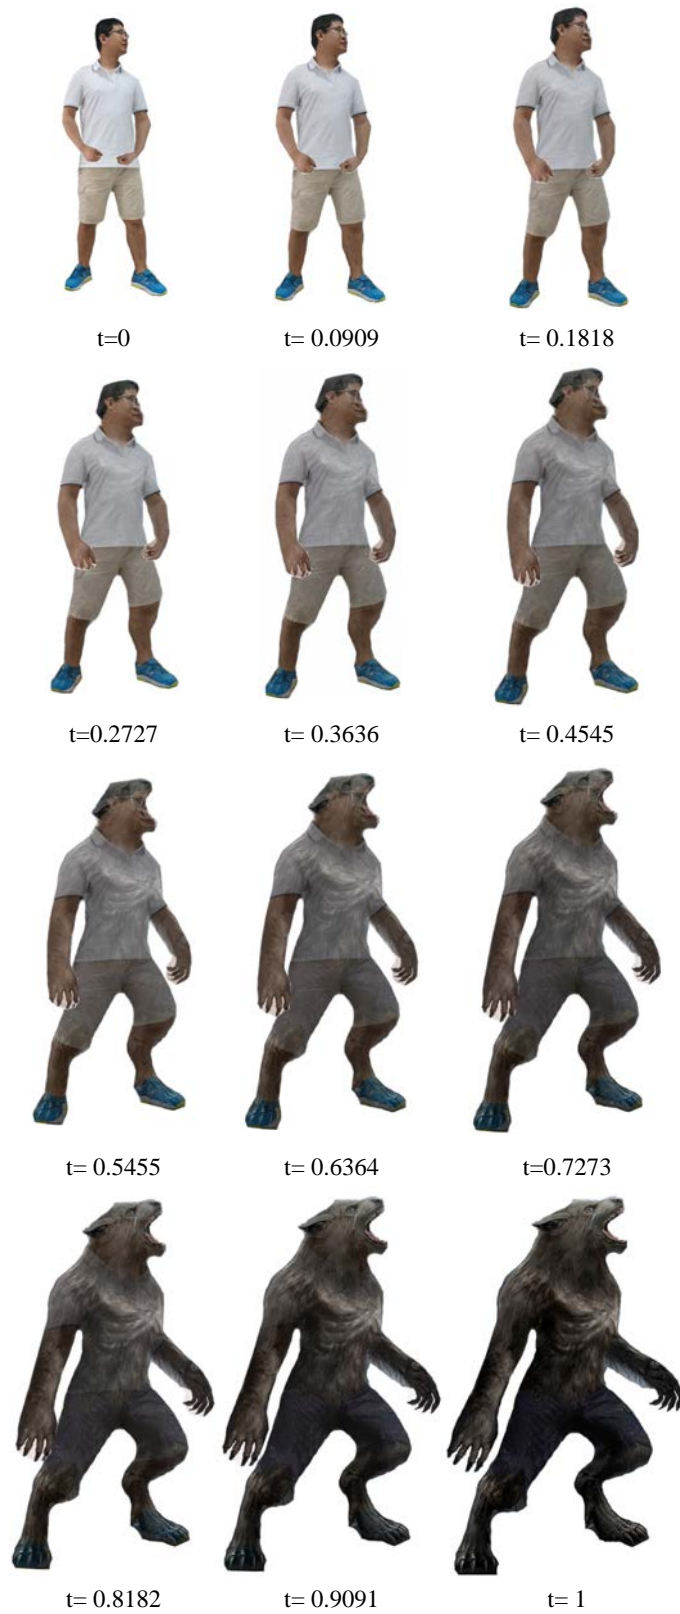 t=0 t= 0.0909 t= 0.1818
t=0.2727 t= 0.3636 t= 0.4545
t= 0.5455 t= 0.6364 t=0.7273
t= 0.8182 t= 0.9091 t= 1